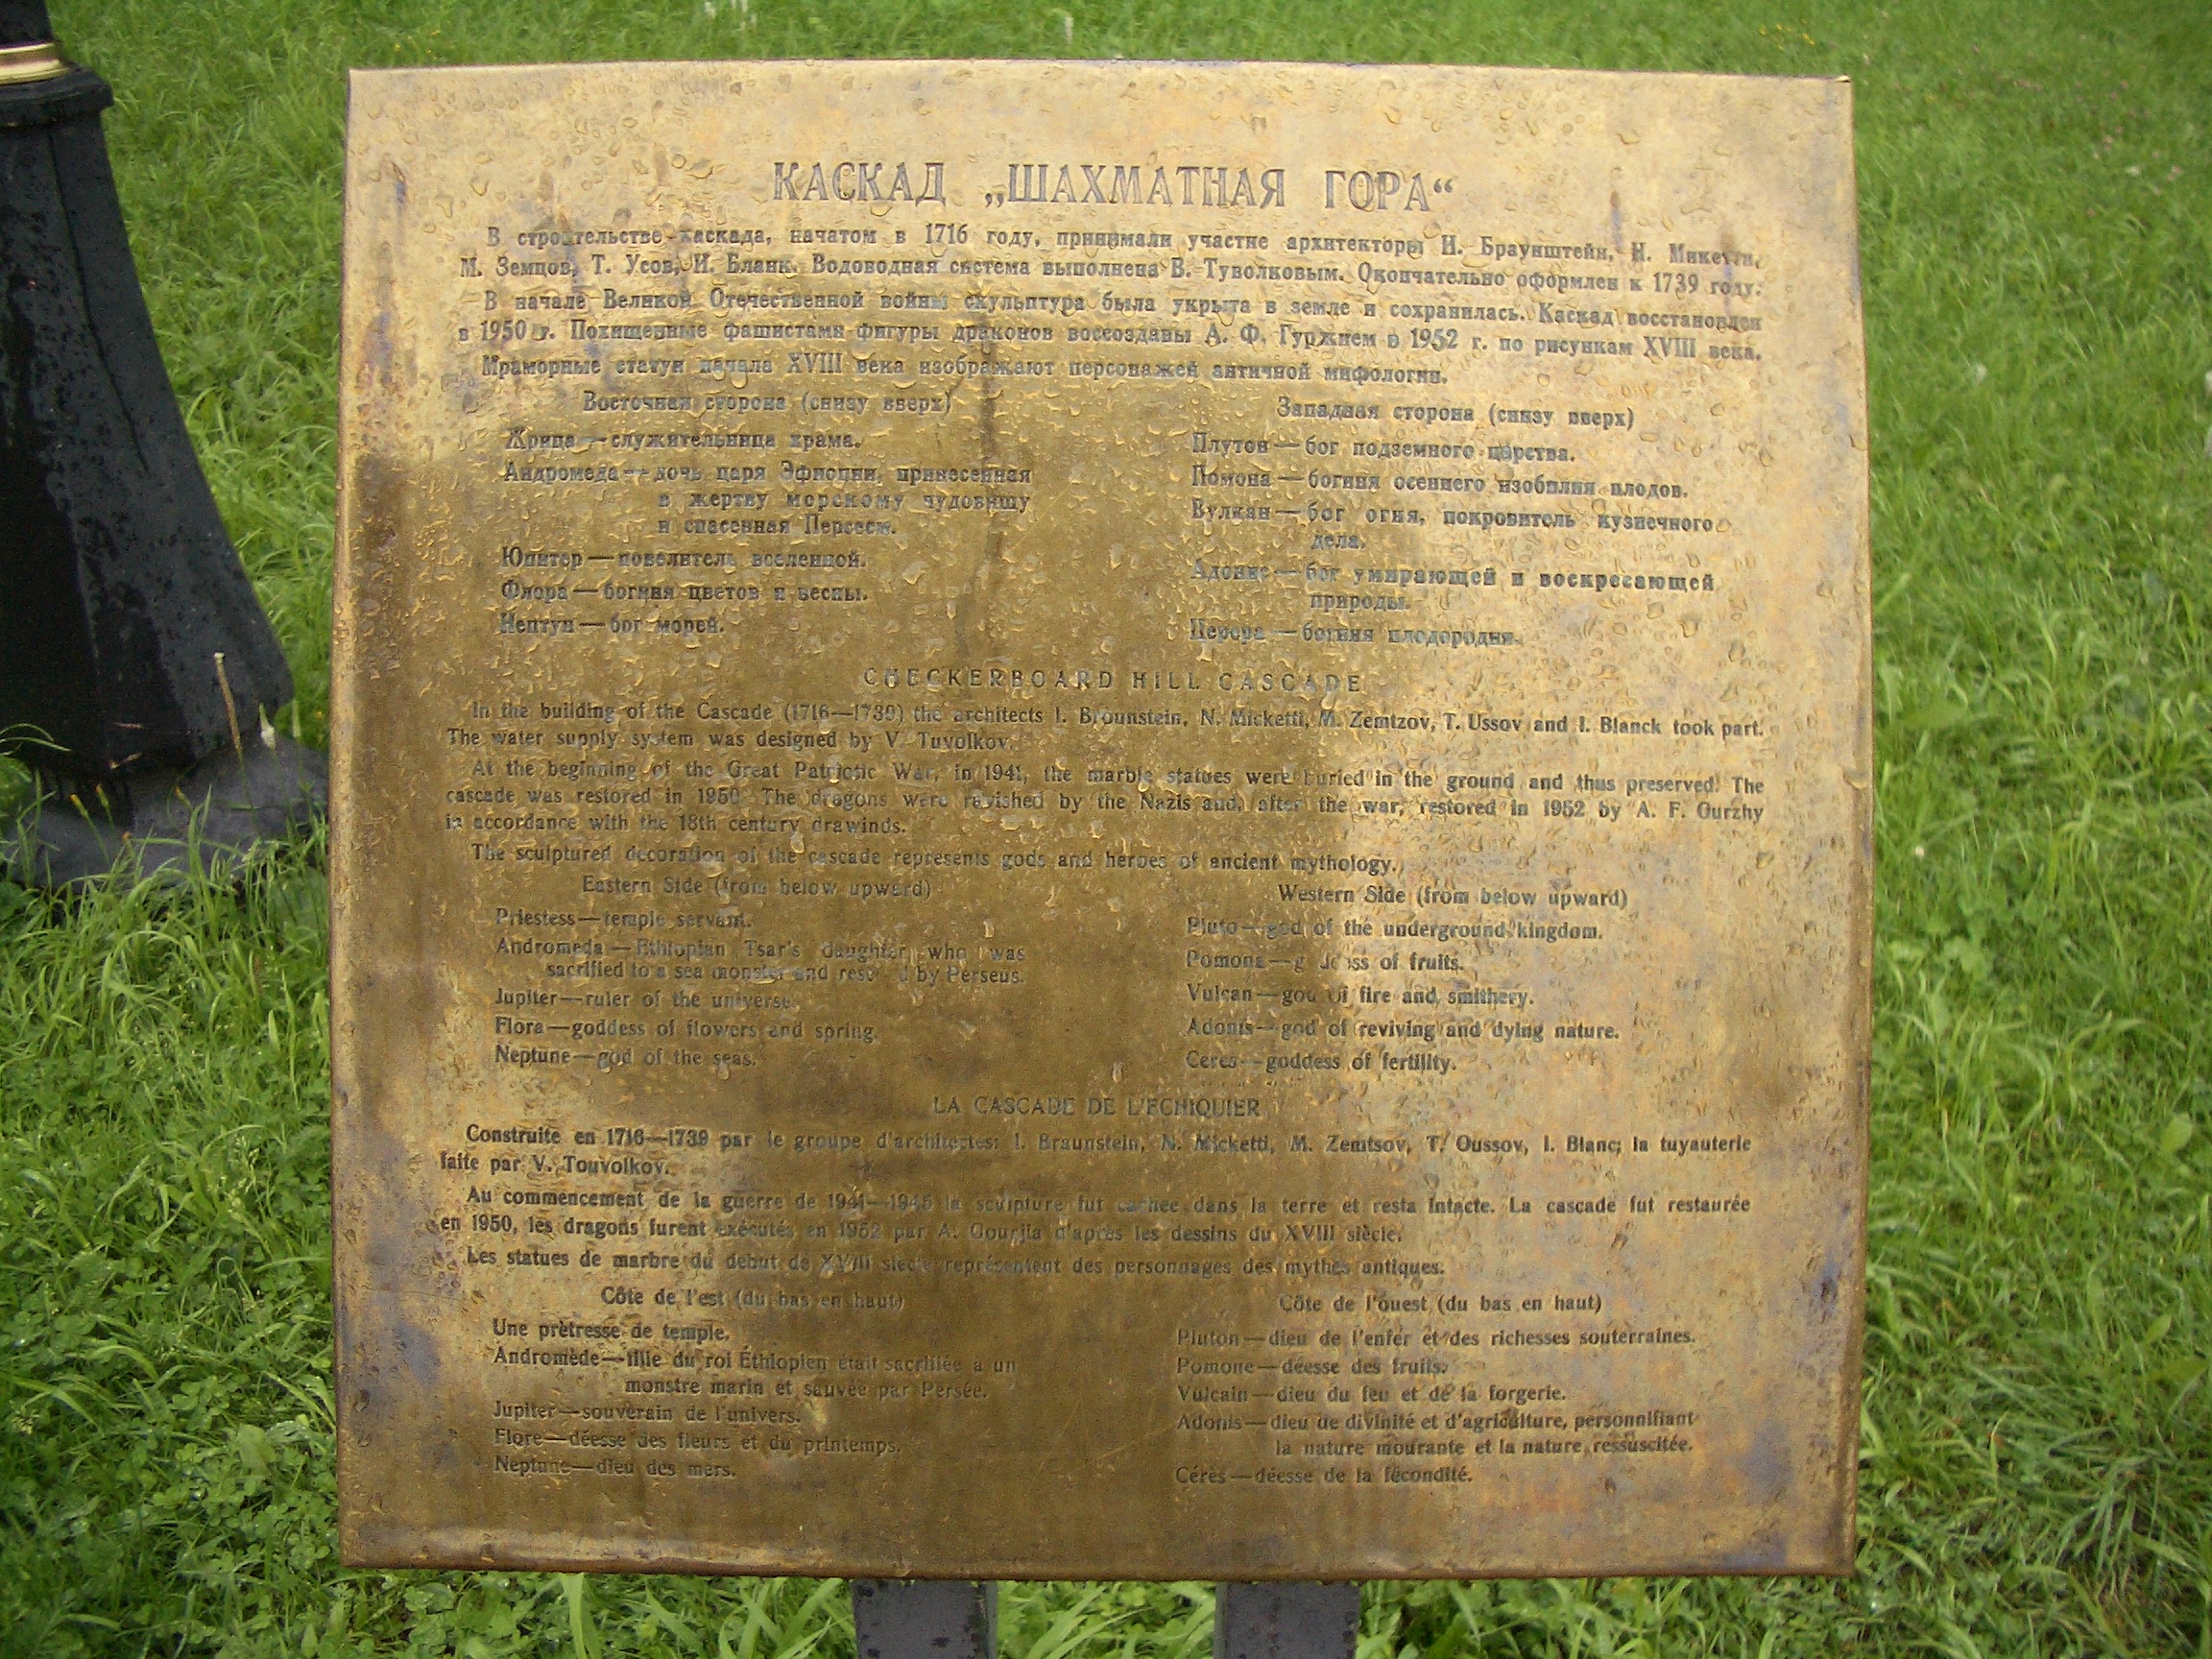 КАСКАД „ШАХМАТНАЯ ГОРА“
В строительстве каскада, начатом в 1716 году, принимали участие архитекторы И. Браунштейн, Н. Микетти,
М. Земцов, Т. Усов, И. Бланк. Водоводная система выполнена В. Туволковым. Окончательно оформлен к 1739 году.
В начале Великой Отечественной войны скульптура была укрыта в земле и сохранилась. Каскад восстановлен
в 1950 г. Похищенные фашистами фигуры драконов воссозданы А. Ф. Гуржием в 1952 г. по рисункам XVIII века.
Мраморные статуи начала XVIII века изображают персонажей античной мифологии.
Восточная сторона (снизу вверх)
Жрица — служительница храма.
Андромеда — дочь царя Эфиопии, принесенная
в жертву морскому чудовищу
и спасенная Персеем.
Юпитер — повелитель вселенной.
Флора — богиня цветов и весны.
Нептун — бог морей.
Западная сторона (снизу вверх)
Плутон — бог подземного царства.
Помона — богиня осеннего изобилия плодов.
Вулкан — бог огня, покровитель кузнечного
дела.
Адонис — бог умирающей и воскресающей
природы.
Церера — богиня плодородия.
CHECKERBOARD HILL CASCADE
In the building of the Cascade (1716—1739) the architects I. Brounstein, N. Micketti, M. Zemtzov, T. Ussov and I. Blanck took part.
The water supply system was designed by V. Tuvolkov.
At the beginning of the Great Patriotic War, in 1941, the marble statues were buried in the ground and thus preserved. The
cascade was restored in 1950. The dragons were ravished by the Nazis and, after the war, restored in 1952 by A. F. Gurzhy
in accordance with the 18th century drawinds.
The sculptured decoration of the cascade represents gods and heroes of ancient mythology.
Eastern Side (from below upward)
Priestess — temple servant.
Andromeda — Ethiopian Tsar's daughter who was
sacrified to a sea monster and by Perseus.
Jupiter — ruler of the universe.
Flora — goddess of flowers and spring.
Neptune — god of the seas.
Western Side (from below upward)
Pluto — god of the underground kingdom.
Pomona — goddess of fruits.
Vulcan — god of fire and smithery.
Adonis — god of reviving and dying nature.
Ceres — goddess of fertility.
LA CASCADE DE L'ECHIQUIER
Construite en 1716—1739 par le groupe d'architectes: I. Braunstein, N. Micketti, M. Zemtsov, T. Oussov, I. Blanc; la tuyauterie
faite par V. Touvolkov.
Au commencement de la guerre de 1941—1945 la sculpture fut cachée dans la terre et resta intacte. La cascade fut restaurée
en 1950, les dragons furent exécutés en 1952 par A. Gourjia d'après les dessins du XVIII siècle.
Les statues de marbre du debut de XVIII siecle représentent des personnages des mythes antiques.
Côte de l'est (du bas en haut)
Une prètresse de temple.
Andromède — fille du roi Éthiopien était sacrifiée a un
monstre marin et sauvée par Persée.
Jupiter — souverain de l'univers.
Flore — déesse des fleurs et du printemps.
Neptune — dieu des mers.
Côte de l'ouest (du bas en haut)
Pluton — dieu de l'enfer et des richesses souterraines.
Pomone — déesse des fruits.
Vulcain — dieu du feu et de la forgerie.
Adonis — dieu de divinité et d'agriculture, personnifiant
la nature mourante et la nature ressuscitée.
Cérès — déesse de la fécondité.